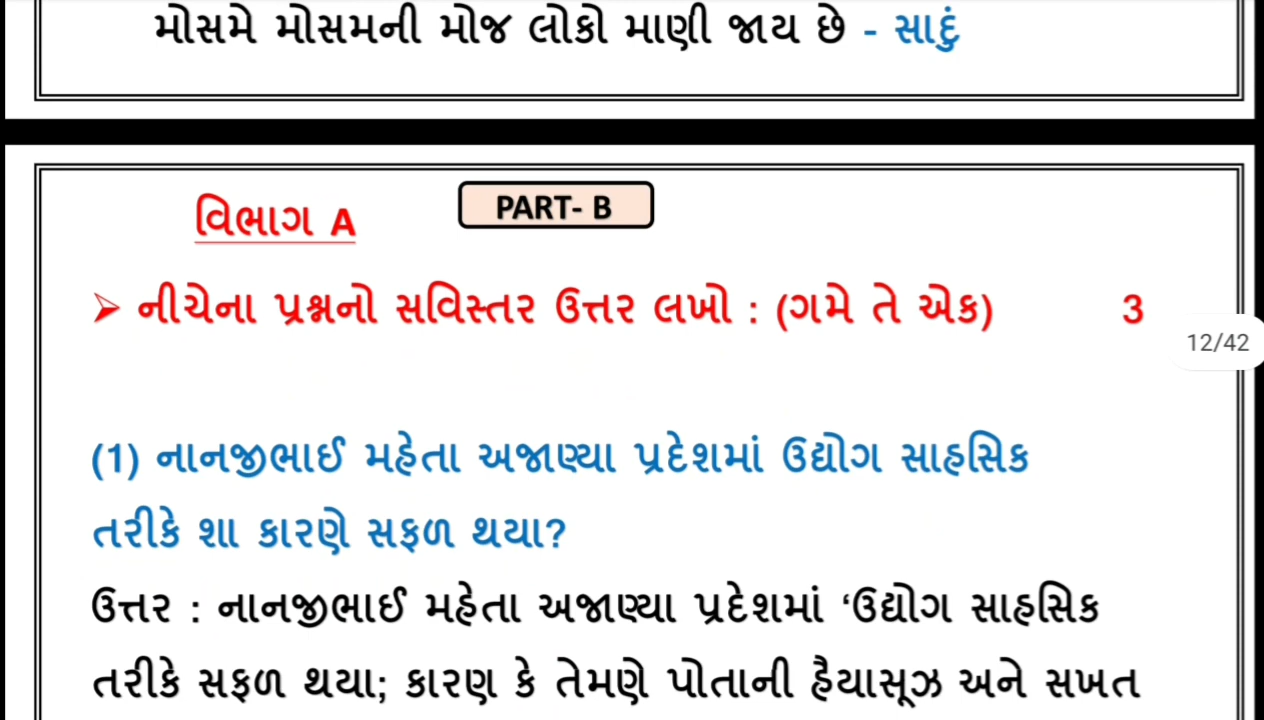 મોસમે મોસમની મોજ લોકો માણી જાય છે - સાદું
વિભાગ A
PART- B
➢ નીચેના પ્રશ્નનો સવિસ્તર ઉત્તર લખો : (ગમે તે એક) 3
12/42
(1) નાનજીભાઈ મહેતા અજાણ્યા પ્રદેશમાં ઉદ્યોગ સાહસિક
તરીકે શા કારણે સફળ થયા?
ઉત્તર : નાનજીભાઈ મહેતા અજાણ્યા પ્રદેશમાં ‘ઉદ્યોગ સાહસિક
તરીકે સફળ થયા; કારણ કે તેમણે પોતાની હૈયાસૂઝ અને સખત